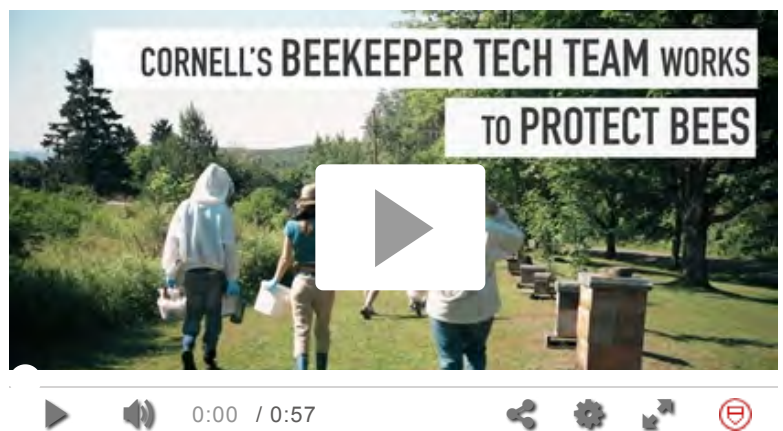 CORNELL'S BEEKEEPER TECH TEAM WORKS
TO PROTECT BEES
0:00 / 0:57